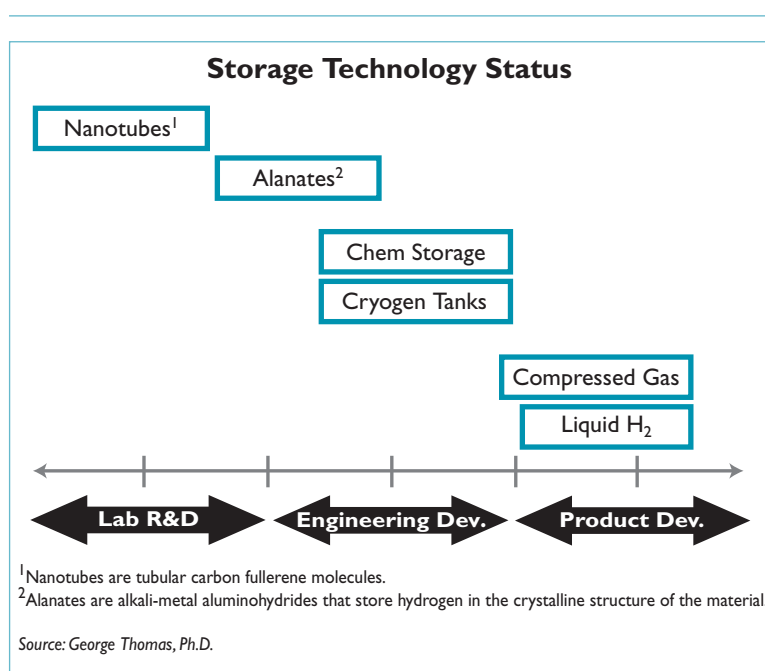 Storage Technology Status
Nanotubes¹
Alanates²
Chem Storage
Cryogen Tanks
Compressed Gas
Liquid H₂
Lab R&D Engineering Dev. Product Dev.
¹Nanotubes are tubular carbon fullerene molecules.
²Alanates are alkali-metal aluminohydrides that store hydrogen in the crystalline structure of the material
Source: George Thomas, Ph.D.